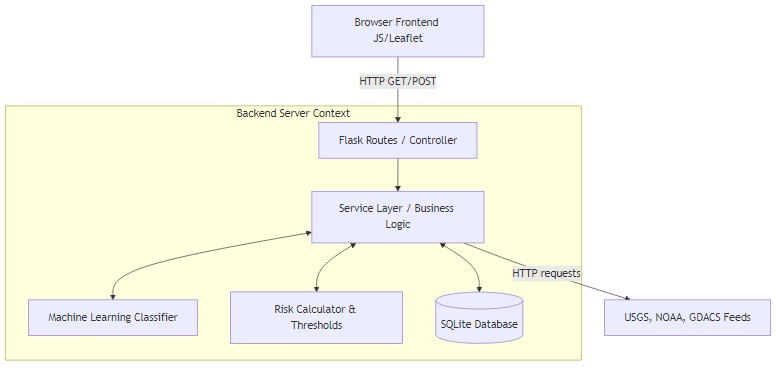 Browser Frontend
JS/Leaflet
HTTP GET/POST
Backend Server Context
Flask Routes / Controller
Service Layer / Business
Logic
HTTP requests
Machine Learning Classifier
Risk Calculator &
Thresholds
SQLite Database
USGS, NOAA, GDACS Feeds